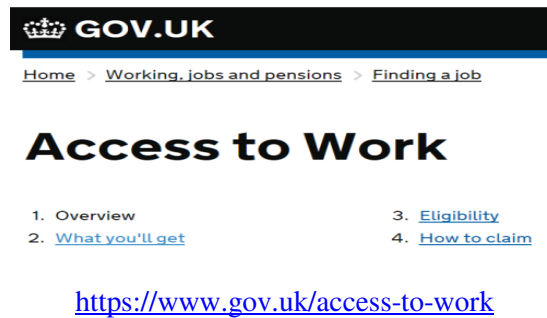 GOV.UK
Home > Working, jobs and pensions > Finding a job
Access to Work
1. Overview
2. What you'll get
3. Eligibility
4. How to claim
https://www.gov.uk/access-to-work